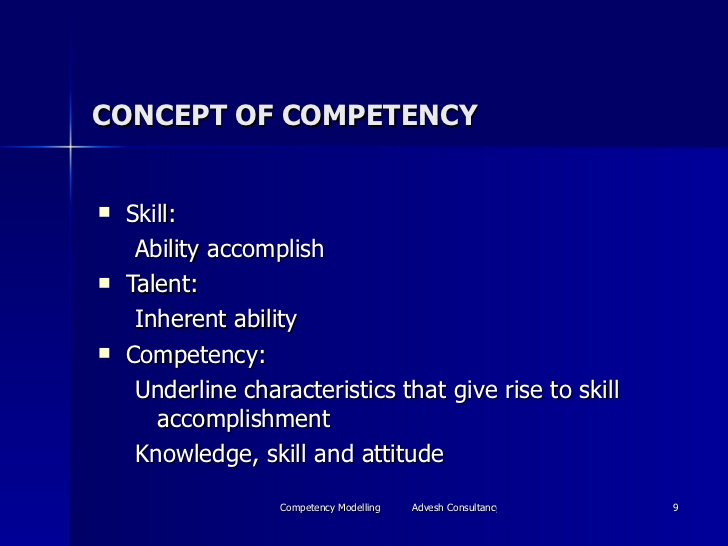 CONCEPT OF COMPETENCY
Skill:
Ability accomplish
Talent:
Inherent ability
Competency:
Underline characteristics that give rise to skill
accomplishment
Knowledge, skill and attitude
Competency Modelling Advesh Consultancy 9